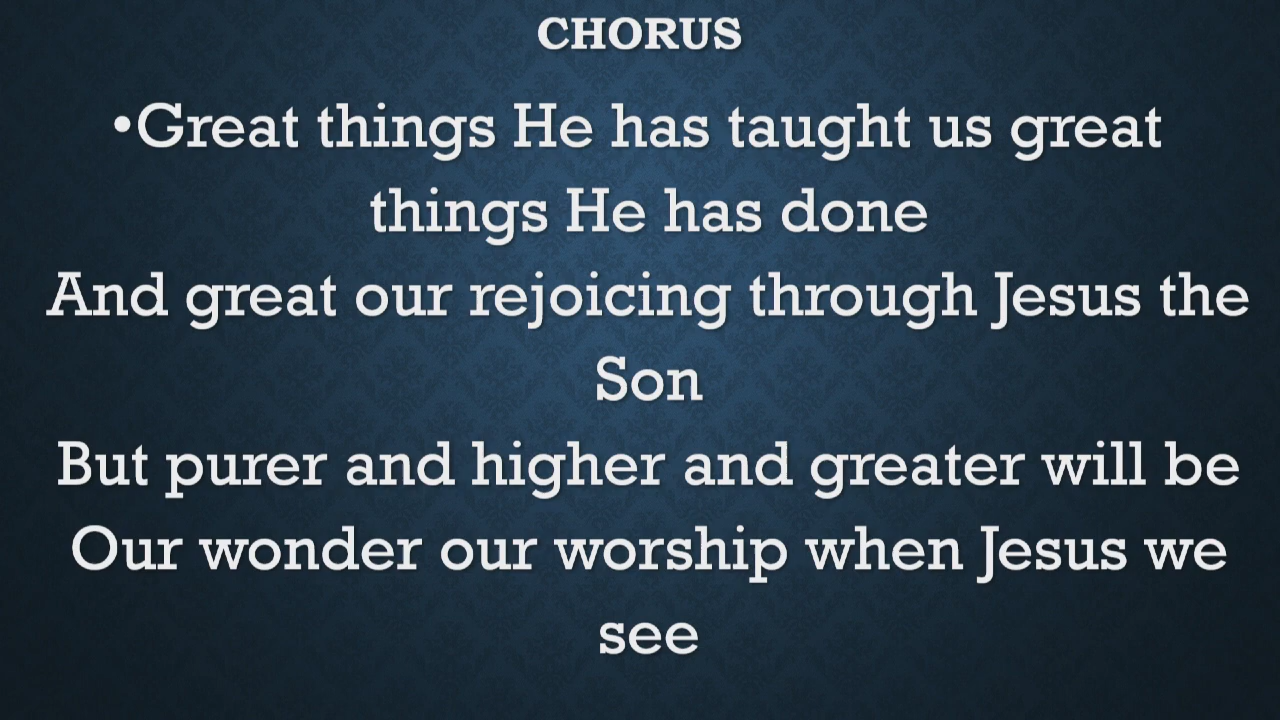 CHORUS
•Great things He has taught us great
things He has done
And great our rejoicing through Jesus the
Son
But purer and higher and greater will be
Our wonder our worship when Jesus we
see